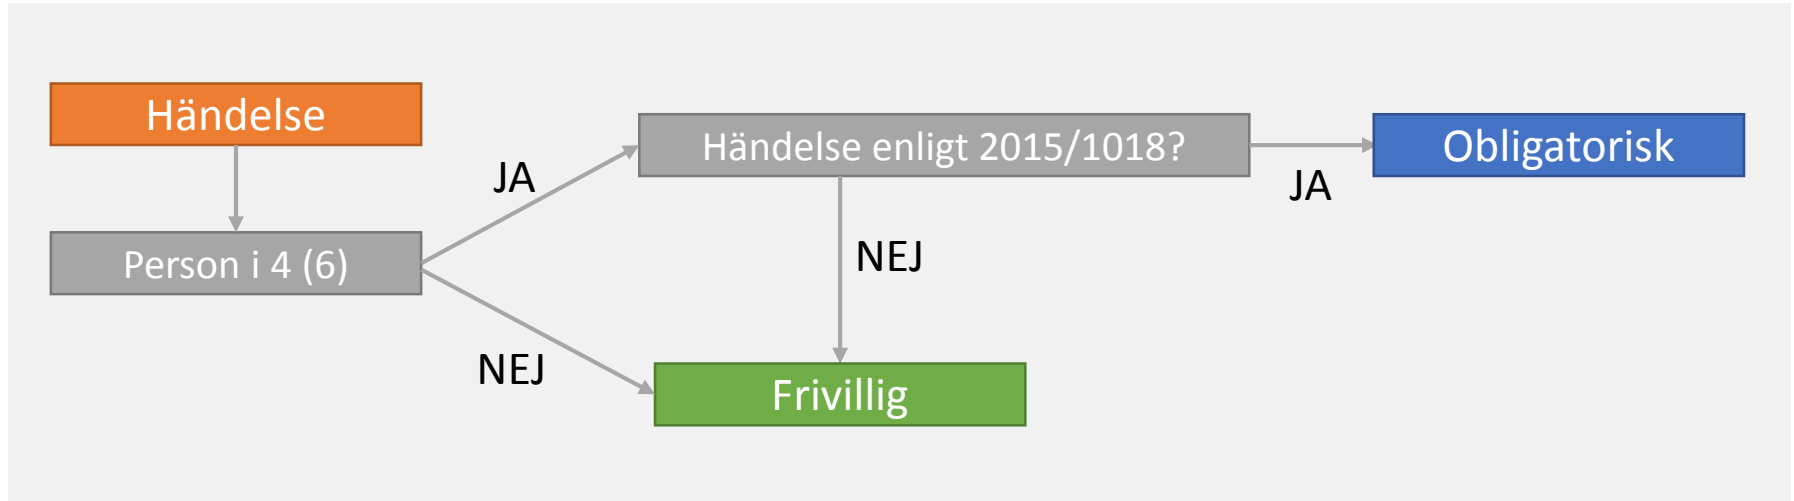 Händelse
Person i 4 (6)
JA
NEJ
Händelse enligt 2015/1018?
NEJ
Frivillig
JA
Obligatorisk